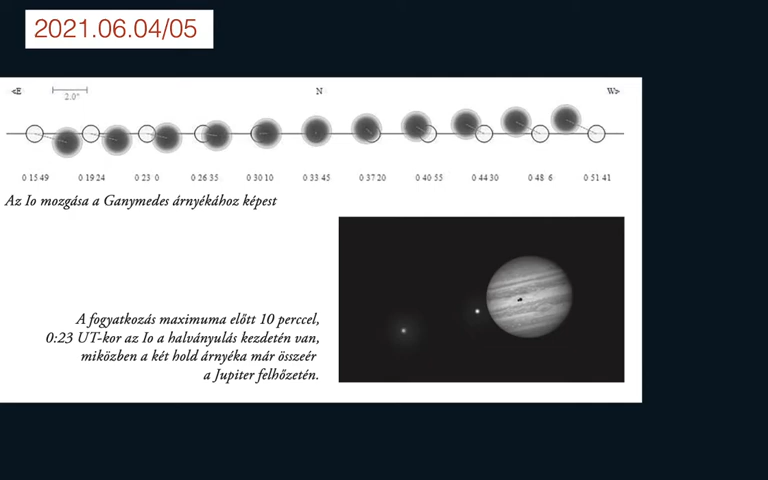 2021.06.04/05
<E
2.0"
N
W>
0 15 49 0 19 24 0 23 0 0 26 35 0 30 10 0 33 45 0 37 20 0 40 55 0 44 30 0 48 6 0 51 41
Az Io mozgása a Ganymedes árnyékához képest
A fogyatkozás maximuma előtt 10 perccel,
0:23 UT-kor az Io a halványulás kezdetén van,
miközben a két hold árnyéka már összeér
a Jupiter felhőzetén.